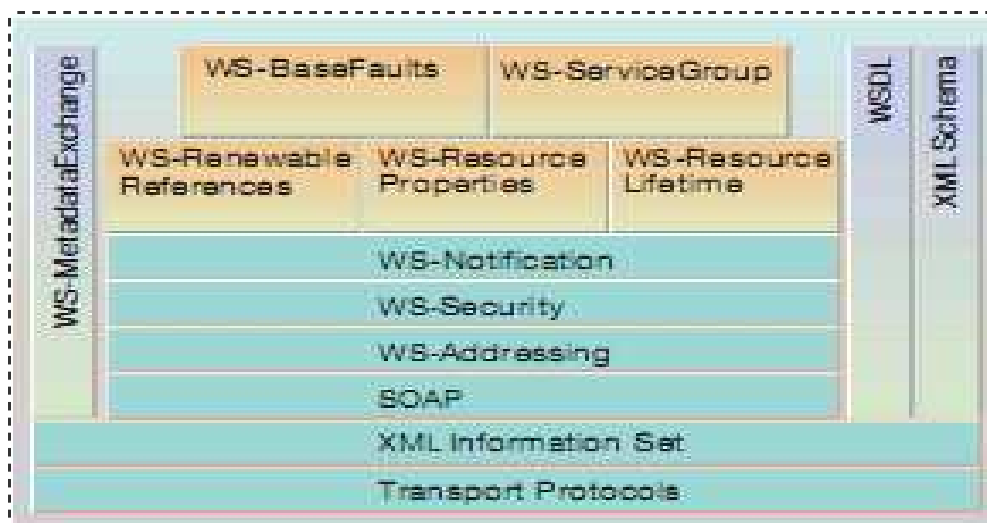 WS-MetadataExchange
WS-BaseFaults
WS-ServiceGroup
WS-Renewable
References
WS-Resource
Properties
WS-Resource
Lifetime
WS-Notification
WS-Security
WS-Addressing
SOAP
WSDL
XML Schema
XML Information Set
Transport Protocols